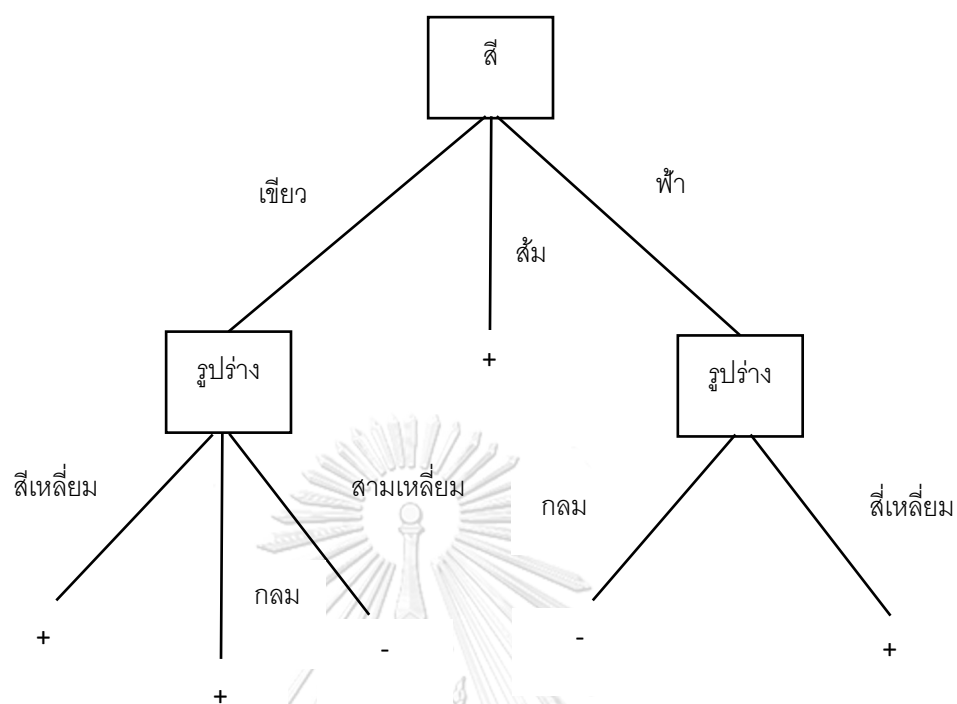 สี
เขียว
ฟ้า
ส้ม
+
รูปร่าง
รูปร่าง
สี่เหลี่ยม
สามเหลี่ยม
กลม
สี่เหลี่ยม
กลม
+
-
-
+
+